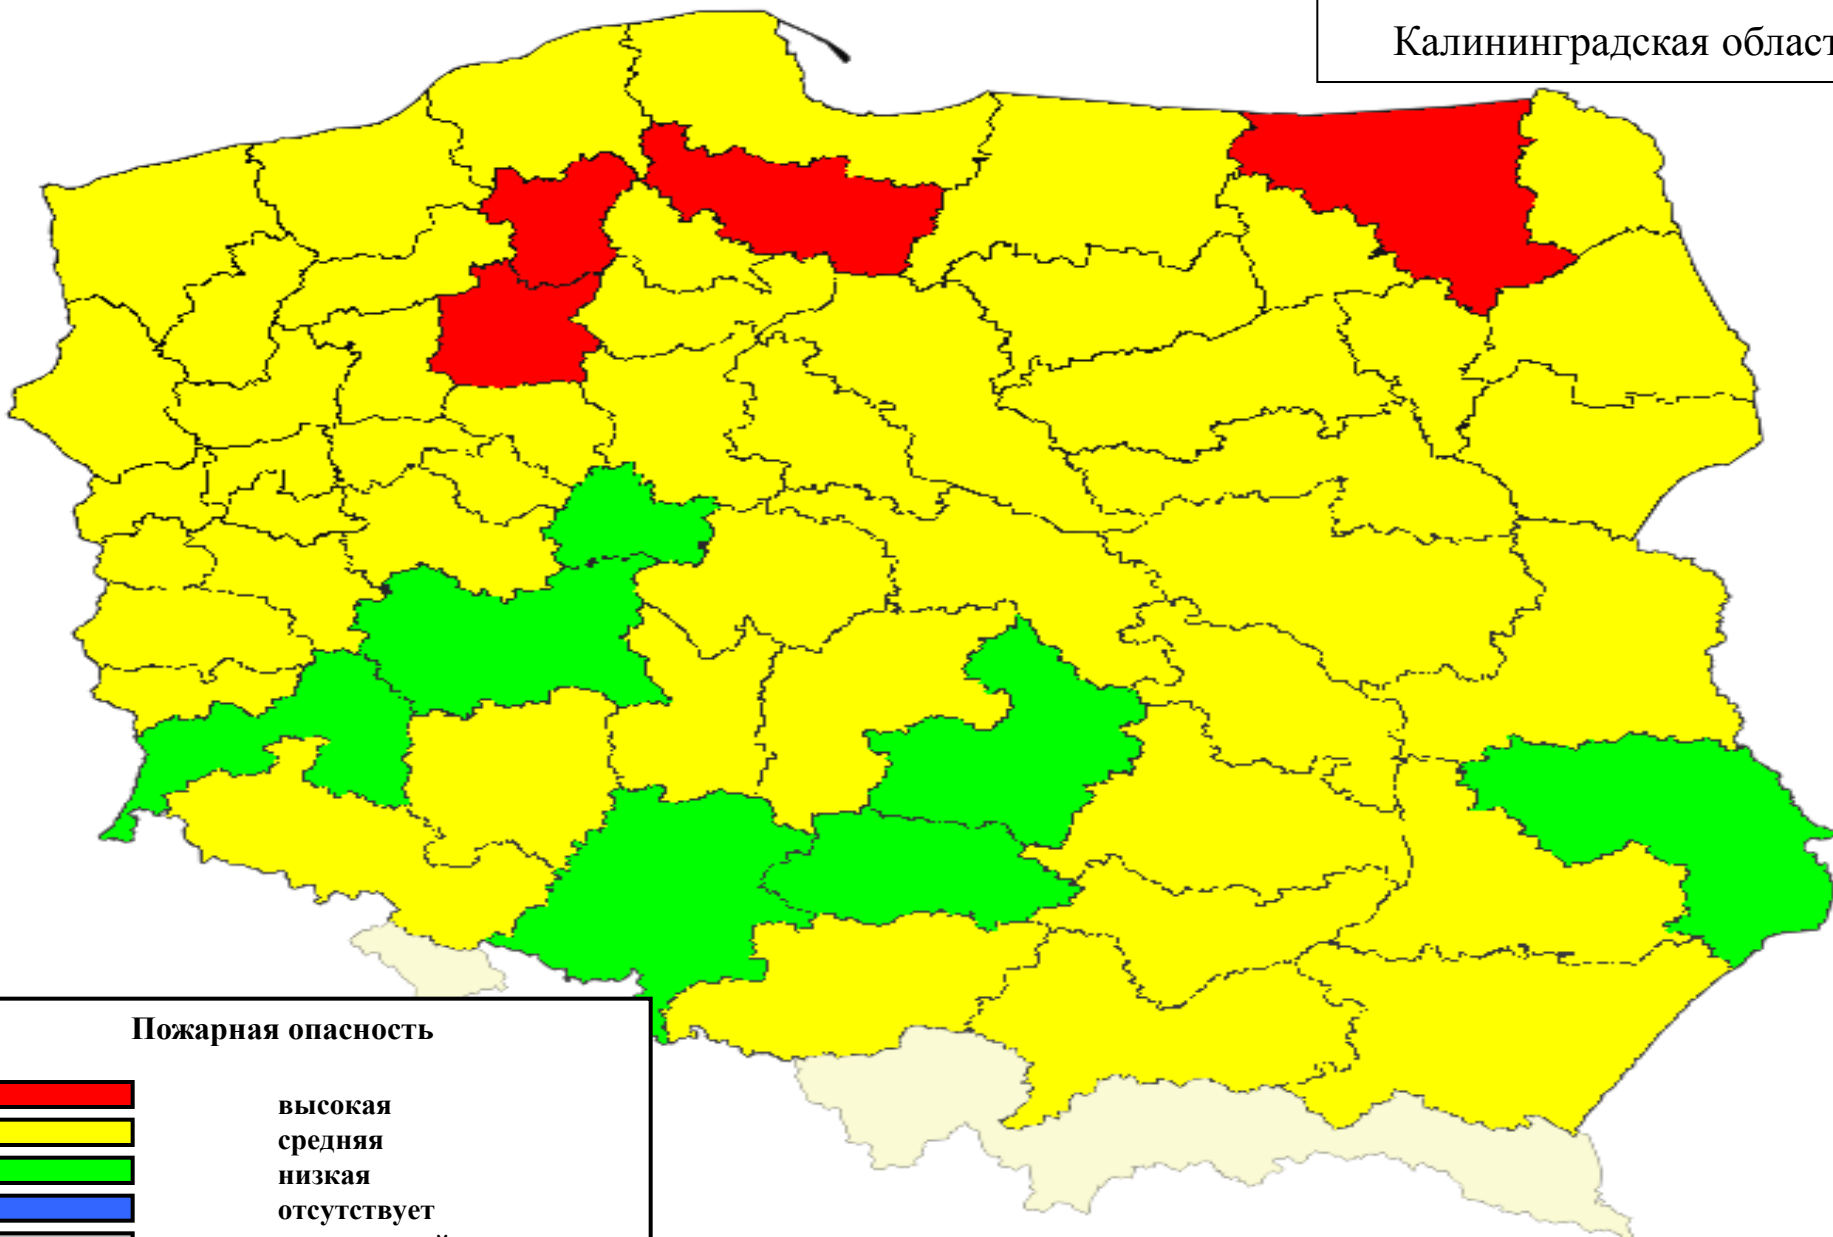 Калининградская област
Пожарная опасность
высокая
средняя
низкая
отсутствует